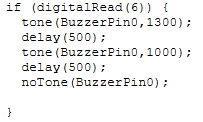 if (digitalRead(6)) {
tone(BuzzerPin0,1300);
delay(500);
tone(BuzzerPin0,1000);
delay(500);
noTone(BuzzerPin0);
}